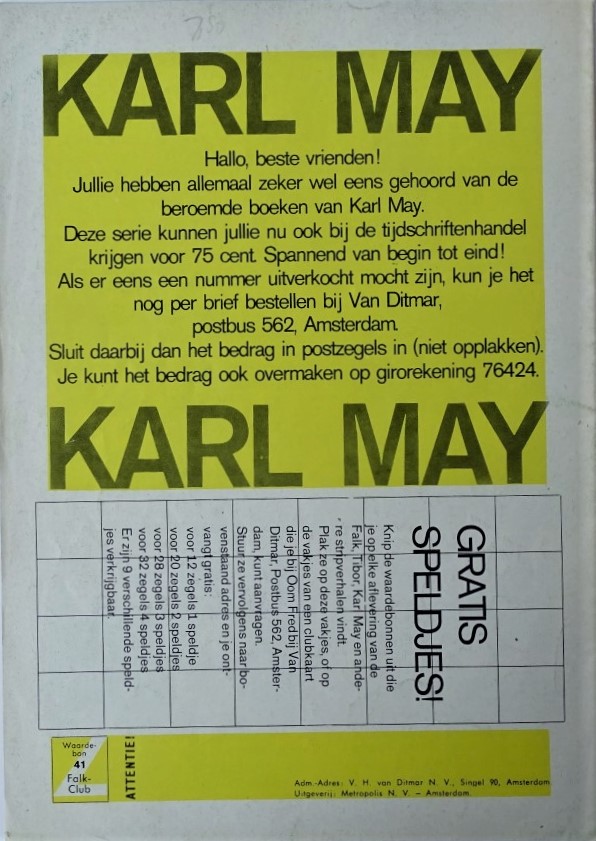 350
KARL MAY
Hallo, beste vrienden!
Jullie hebben allemaal zeker wel eens gehoord van de
beroemde boeken van Karl May.
Deze serie kunnen jullie nu ook bij de tijdschriftenhandel
krijgen voor 75 cent. Spannend van begin tot eind!
Als er eens een nummer uitverkocht mocht zijn, kun je het
nog per brief bestellen bij Van Ditmar,
postbus 562, Amsterdam.
Sluit daarbij dan het bedrag in postzegels in (niet opplakken).
Je kunt het bedrag ook overmaken op girorekening 76424.
KARL MAY
GRATIS
SPELDJES!
Knip de waardebonnen uit die
je op elke aflevering van de
Falk, Tibor, Karl May en ande-
re stripverhalen vindt.
Plak ze op deze vakjes, of op
de vakjes van een clubkaart
die je bij Oom Fred bij Van
Ditmar, Postbus 562, Amster-
dam, kunt aanvragen.
Stuur ze vervolgens naar bo-
venstaand adres en je ont-
vangt gratis:
voor 12 zegels 1 speldje
voor 20 zegels 2 speldjes
voor 28 zegels 3 speldjes
voor 32 zegels 4 speldjes
Er zijn 9 verschillende speld-
jes verkrijgbaar.
Waarde-
bon
41
Falk-
Club
ATTENTIE!
Adm.-Adres: V. H. van Ditmar N. V., Singel 90, Amsterdam
Uitgeverij: Metropolis N. V. – Amsterdam.